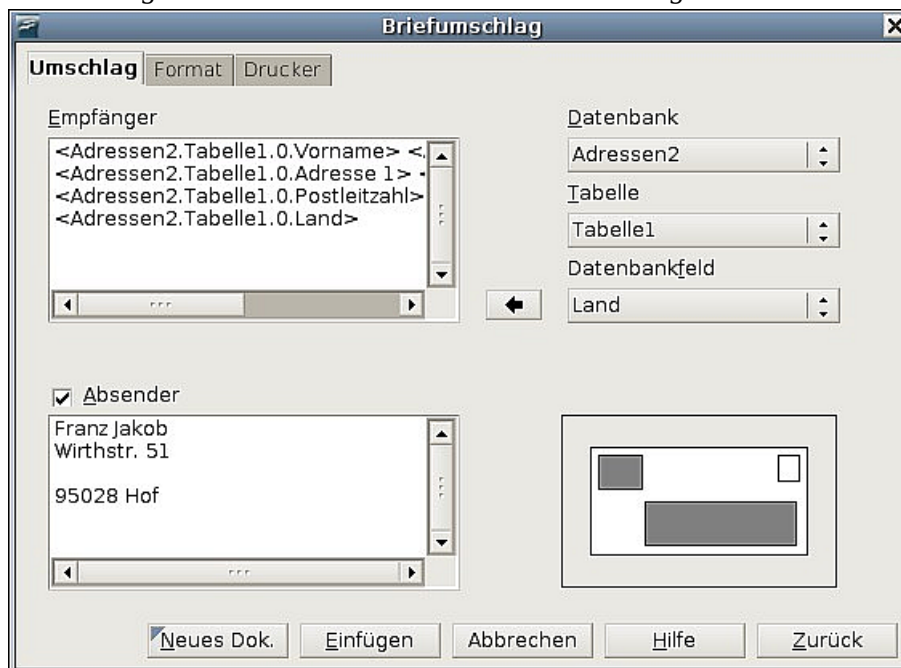 Briefumschlag
Umschlag Format Drucker
Empfänger
<Adressen2.Tabelle1.0.Vorname> <
<Adressen2.Tabelle1.0.Adresse 1>
<Adressen2.Tabelle1.0.Postleitzahl>
<Adressen2.Tabelle1.0.Land>
Datenbank
Adressen2
Tabelle
Tabelle1
Datenbankfeld
Land
Absender
Franz Jakob
Wirthstr. 51
95028 Hof
Neues Dok. Einfügen Abbrechen Hilfe Zurück